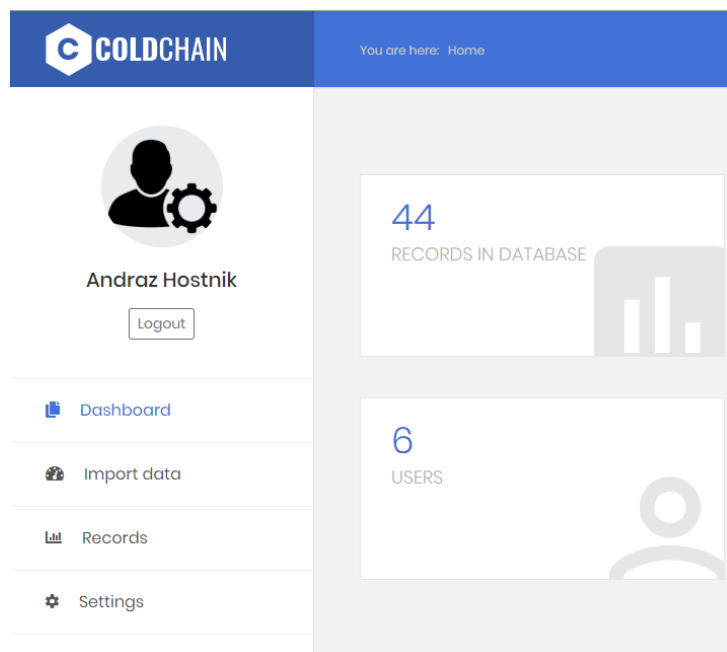 C COLDCHAIN
You are here: Home
Andraz Hostnik
Logout
Dashboard
Import data
Records
Settings
44
RECORDS IN DATABASE
6
USERS